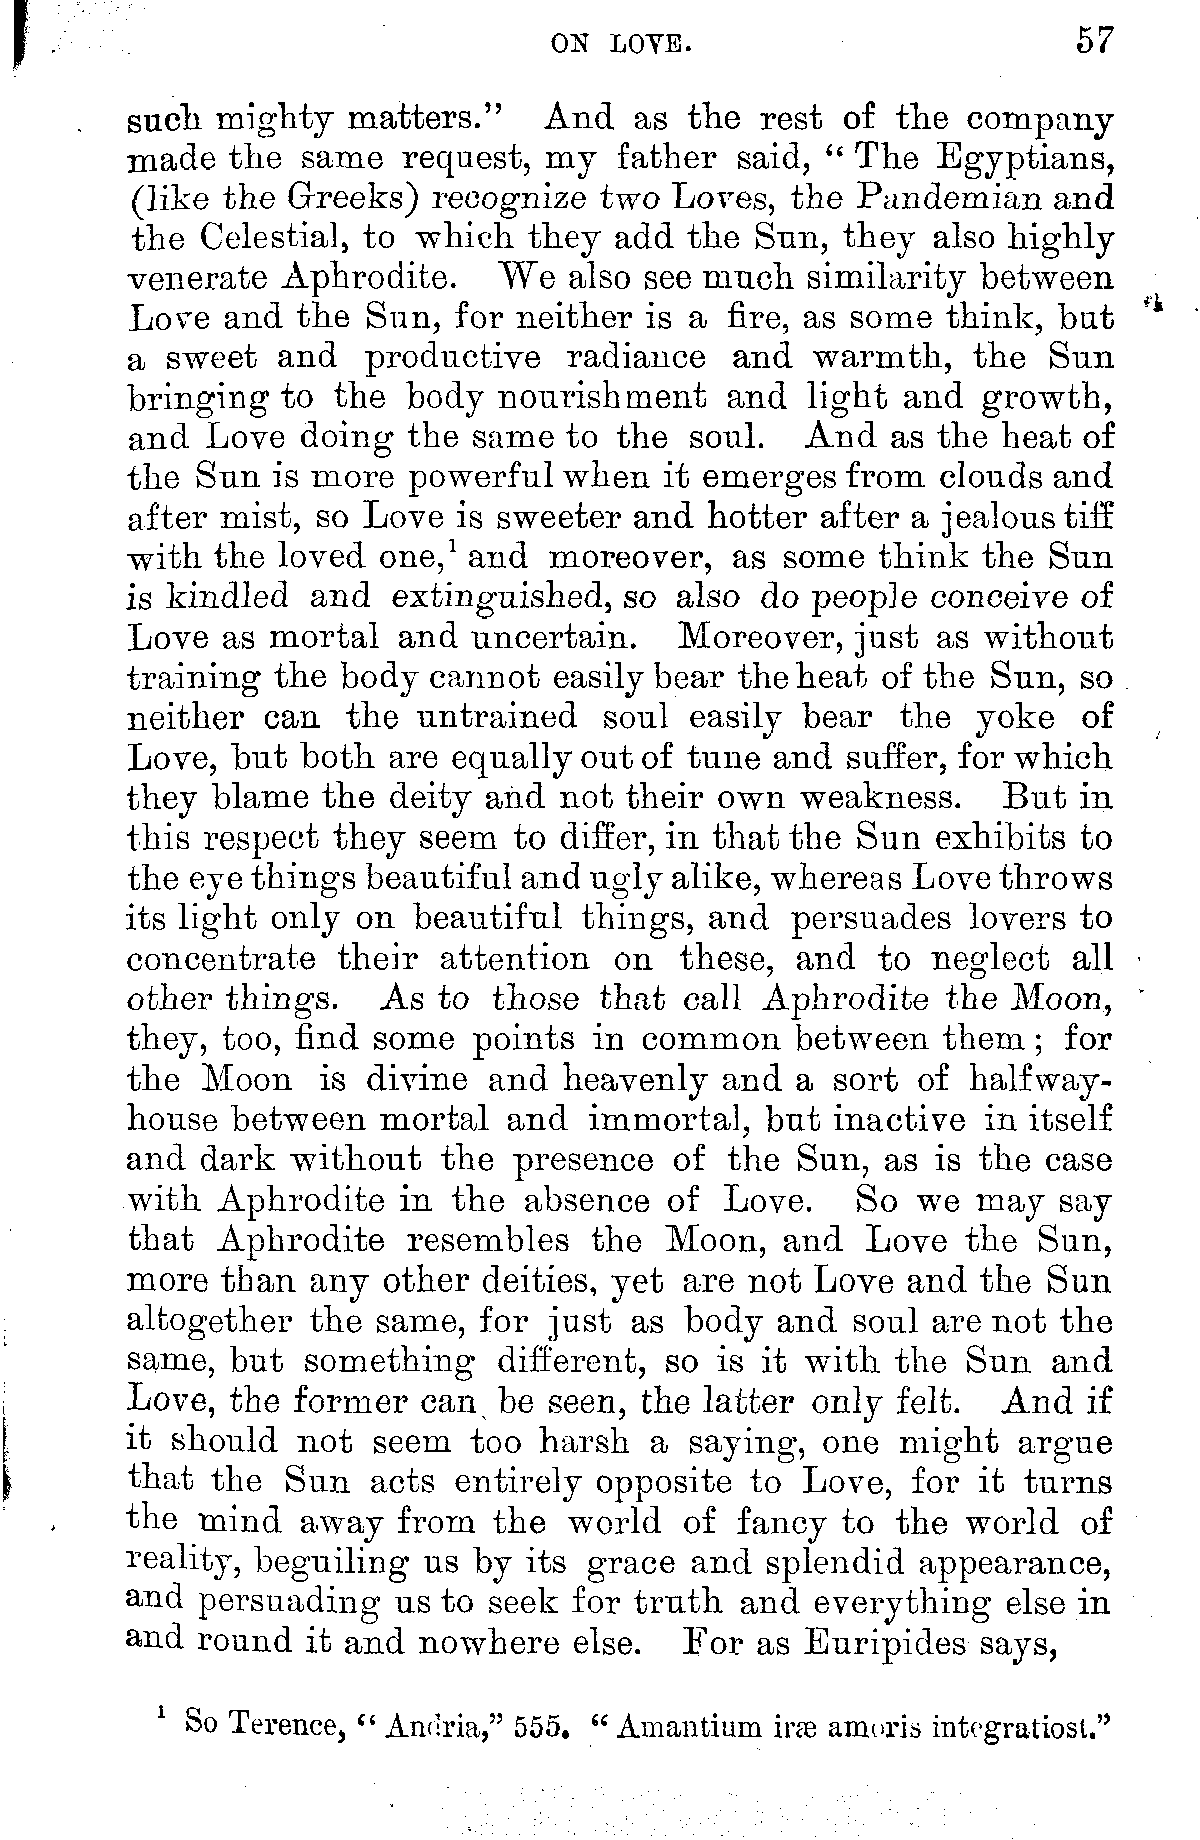 ON LOVE. 57
such mighty matters." And as the rest of the company
made the same request, my father said, "The Egyptians,
(like the Greeks) recognize two Loves, the Pandemian and
the Celestial, to which they add the Sun, they also highly
venerate Aphrodite. We also see much similarity between
Love and the Sun, for neither is a fire, as some think, but
a sweet and productive radiance and warmth, the Sun
bringing to the body nourishment and light and growth,
and Love doing the same to the soul. And as the heat of
the Sun is more powerful when it emerges from clouds and
after mist, so Love is sweeter and hotter after a jealous tiff
with the loved one,¹ and moreover, as some think the Sun
is kindled and extinguished, so also do people conceive of
Love as mortal and uncertain. Moreover, just as without
training the body cannot easily bear the heat of the Sun, so
neither can the untrained soul easily bear the yoke of
Love, but both are equally out of tune and suffer, for which
they blame the deity and not their own weakness. But in
this respect they seem to differ, in that the Sun exhibits to
the eye things beautiful and ugly alike, whereas Love throws
its light only on beautiful things, and persuades lovers to
concentrate their attention on these, and to neglect all
other things. As to those that call Aphrodite the Moon,
they, too, find some points in common between them; for
the Moon is divine and heavenly and a sort of halfway-
house between mortal and immortal, but inactive in itself
and dark without the presence of the Sun, as is the case
with Aphrodite in the absence of Love. So we may say
that Aphrodite resembles the Moon, and Love the Sun,
more than any other deities, yet are not Love and the Sun
altogether the same, for just as body and soul are not the
same, but something different, so is it with the Sun and
Love, the former can be seen, the latter only felt. And if
it should not seem too harsh a saying, one might argue
that the Sun acts entirely opposite to Love, for it turns
the mind away from the world of fancy to the world of
reality, beguiling us by its grace and splendid appearance,
and persuading us to seek for truth and everything else in
and round it and nowhere else. For as Euripides says,
¹ So Terence, "Andria," 555. "Amantium iræ amoris integratiost."